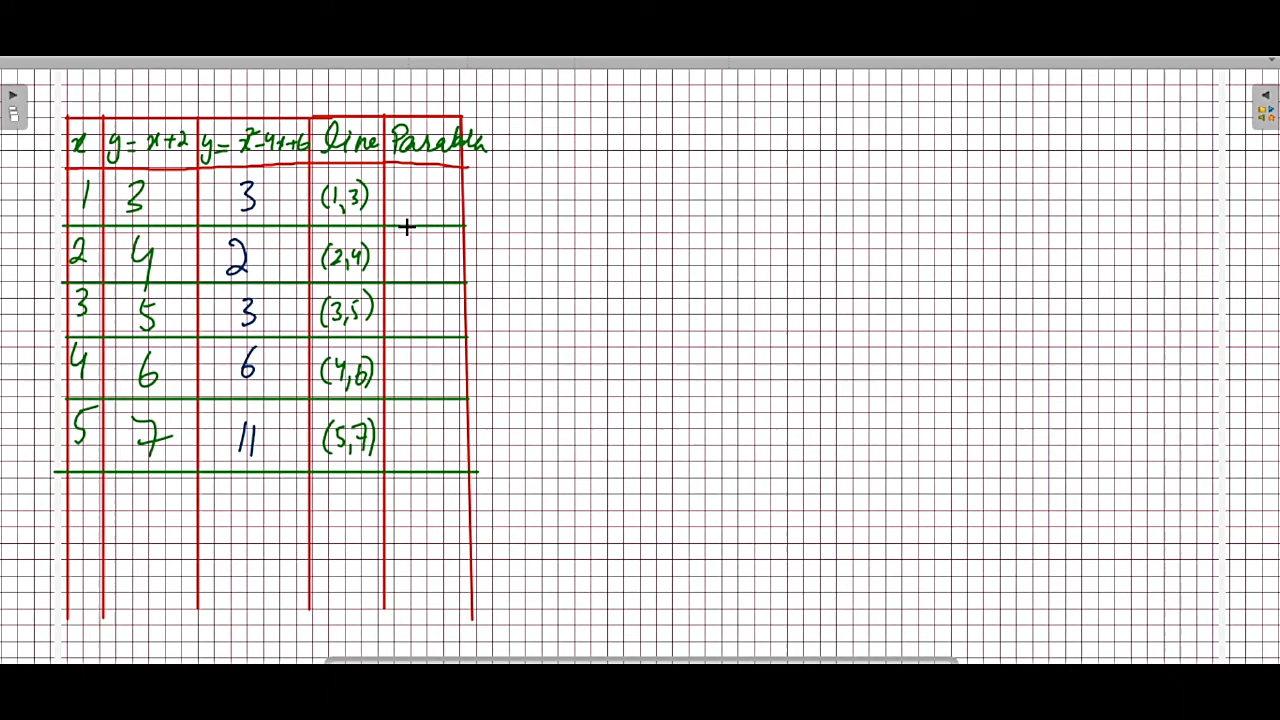 x y = x+2 y = x²-4x+6 line Parabola
1 3 3 (1,3)
2 4 2 (2,4)
3 5 3 (3,5)
4 6 6 (4,6)
5 7 11 (5,7)